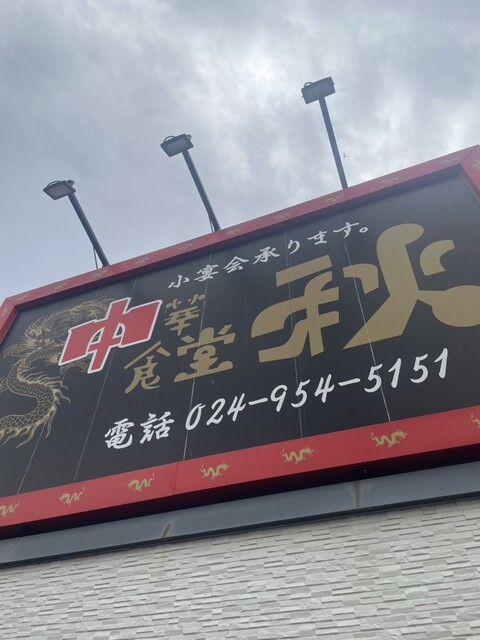 小宴会承ります。
中華食堂 秋
電話 024-954-5151